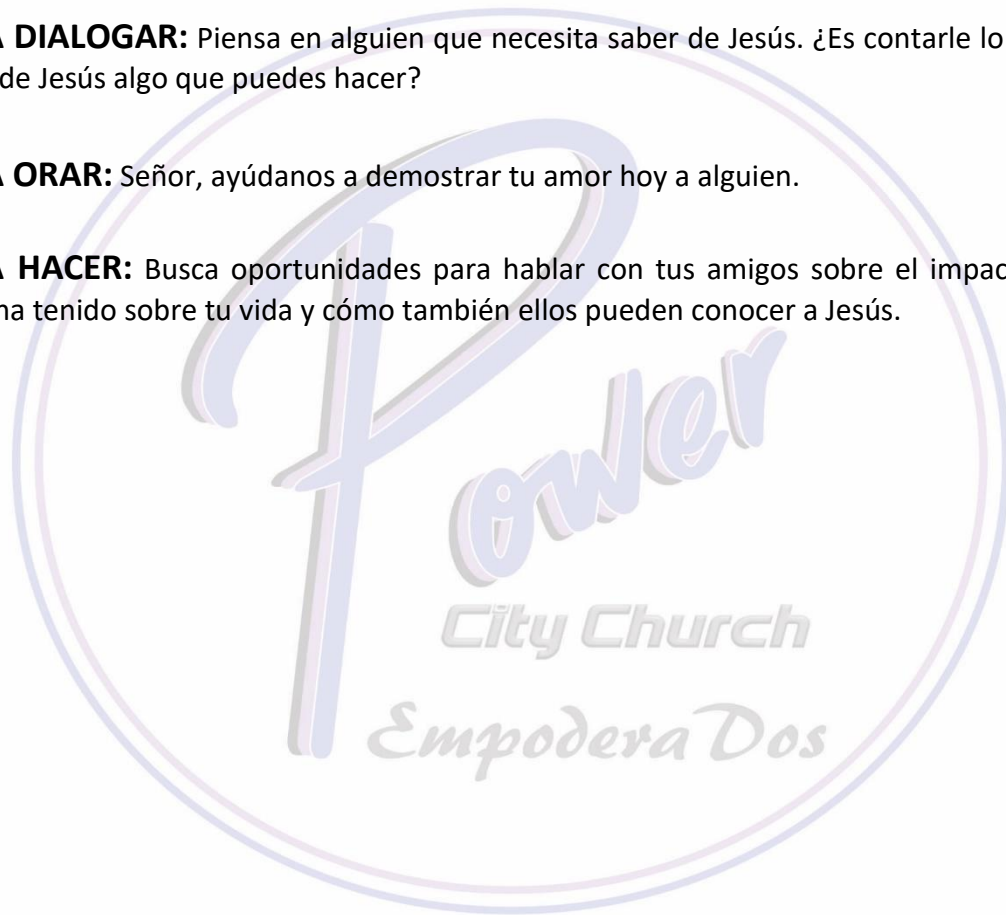 A DIALOGAR: Piensa en alguien que necesita saber de Jesús. ¿Es contarle lo
de Jesús algo que puedes hacer?
A ORAR: Señor, ayúdanos a demostrar tu amor hoy a alguien.
A HACER: Busca oportunidades para hablar con tus amigos sobre el impac
ha tenido sobre tu vida y cómo también ellos pueden conocer a Jesús.
Power
City Church
EmpoderaDos